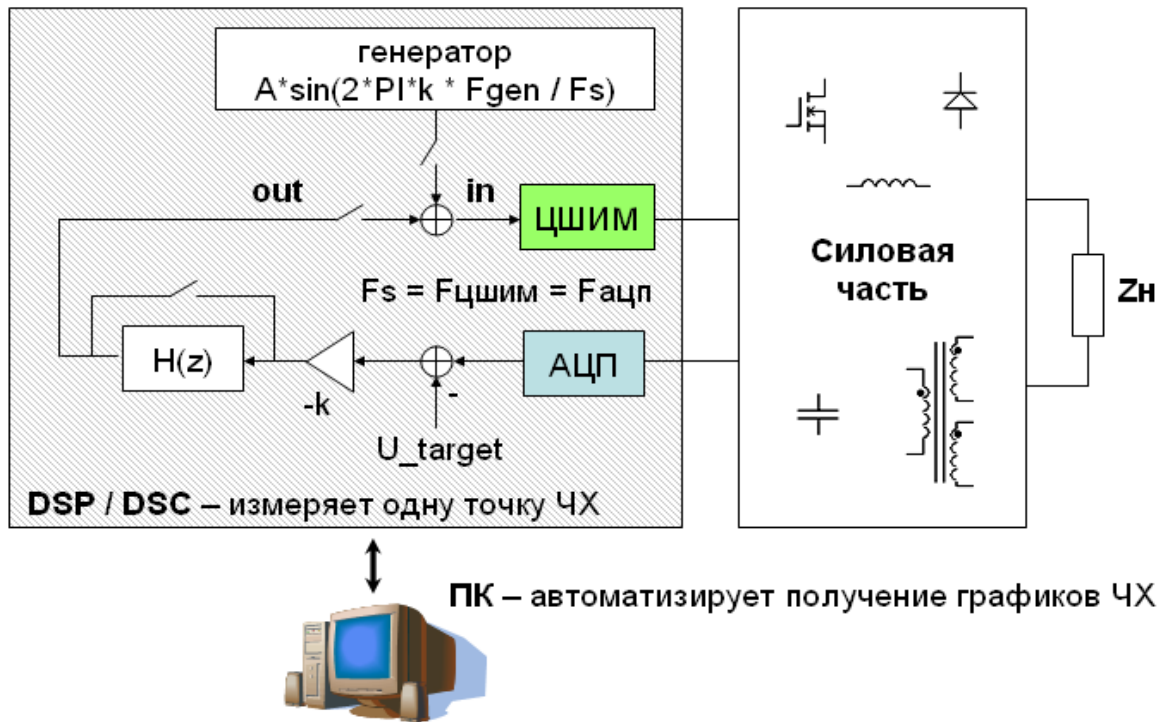 генератор
A*sin(2*PI*k * Fgen / Fs)
out
in
ЦШИМ
Fs = Fцшим = Fацп
Силовая
часть
Zн
H(z)
-k
-
АЦП
U_target
DSP / DSC – измеряет одну точку ЧХ
ПК – автоматизирует получение графиков ЧХ